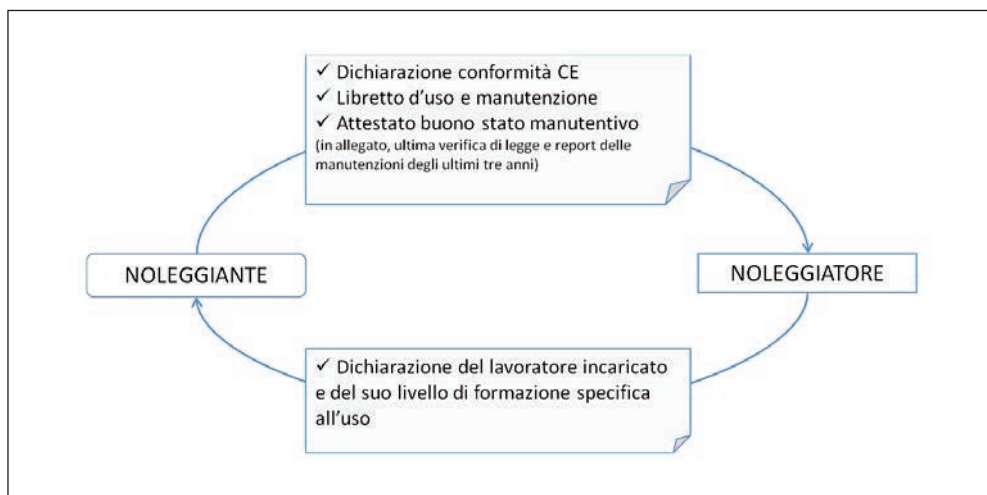 ✓ Dichiarazione conformità CE
✓ Libretto d'uso e manutenzione
✓ Attestato buono stato manutentivo
(in allegato, ultima verifica di legge e report delle
manutenzioni degli ultimi tre anni)
NOLEGGIANTE
NOLEGGIATORE
✓ Dichiarazione del lavoratore incaricato
e del suo livello di formazione specifica
all'uso